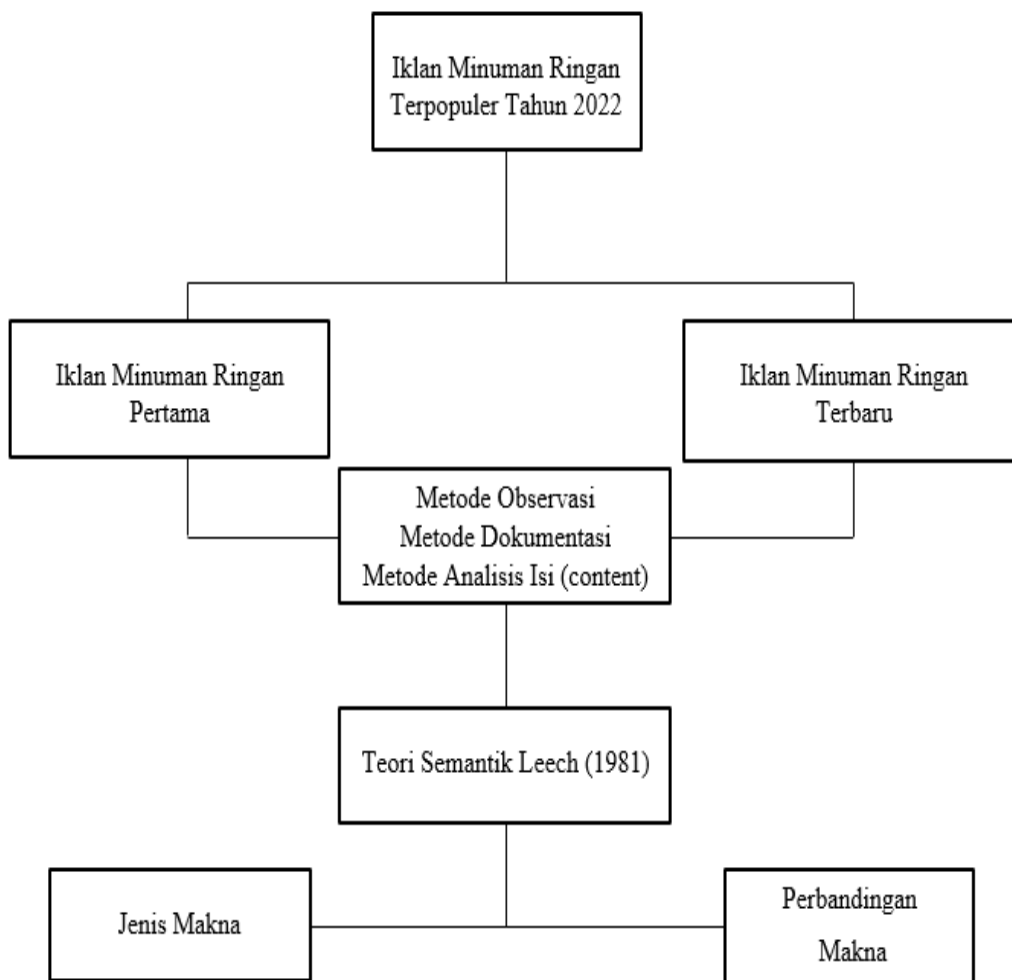 Iklan Minuman Ringan
Terpopuler Tahun 2022
Iklan Minuman Ringan
Pertama
Iklan Minuman Ringan
Terbaru
Metode Observasi
Metode Dokumentasi
Metode Analisis Isi (content)
Teori Semantik Leech (1981)
Jenis Makna
Perbandingan
Makna